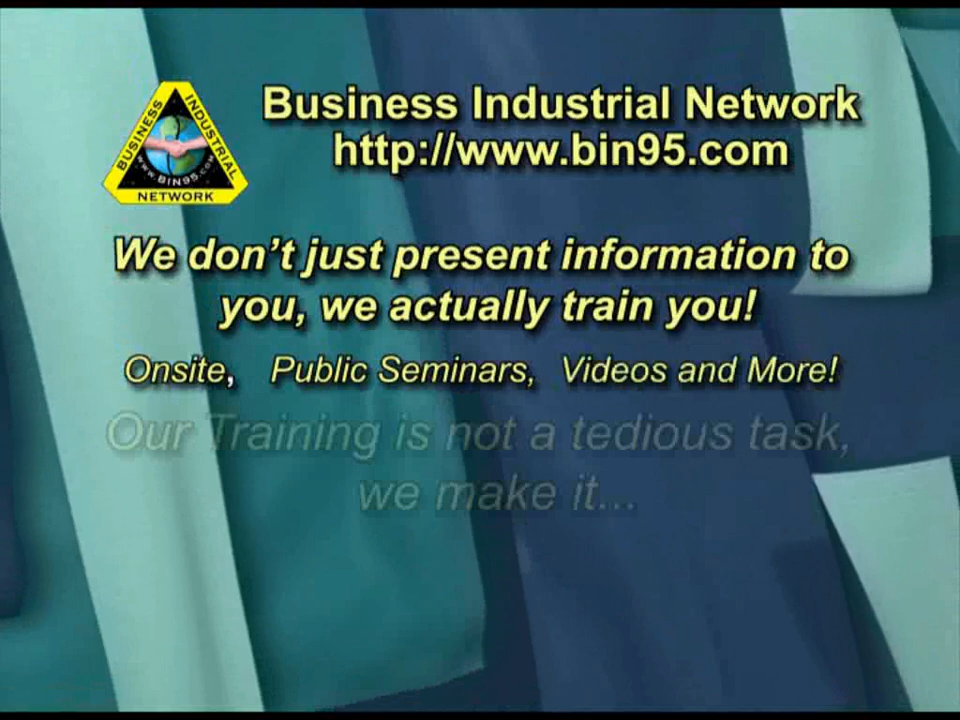 Business Industrial Network
http://www.bin95.com
BUSINESS
INDUSTRIAL
NETWORK
www.BIN95.com
We don't just present information to
you, we actually train you!
Onsite, Public Seminars, Videos and More!
Our Training is not a tedious task,
we make it...